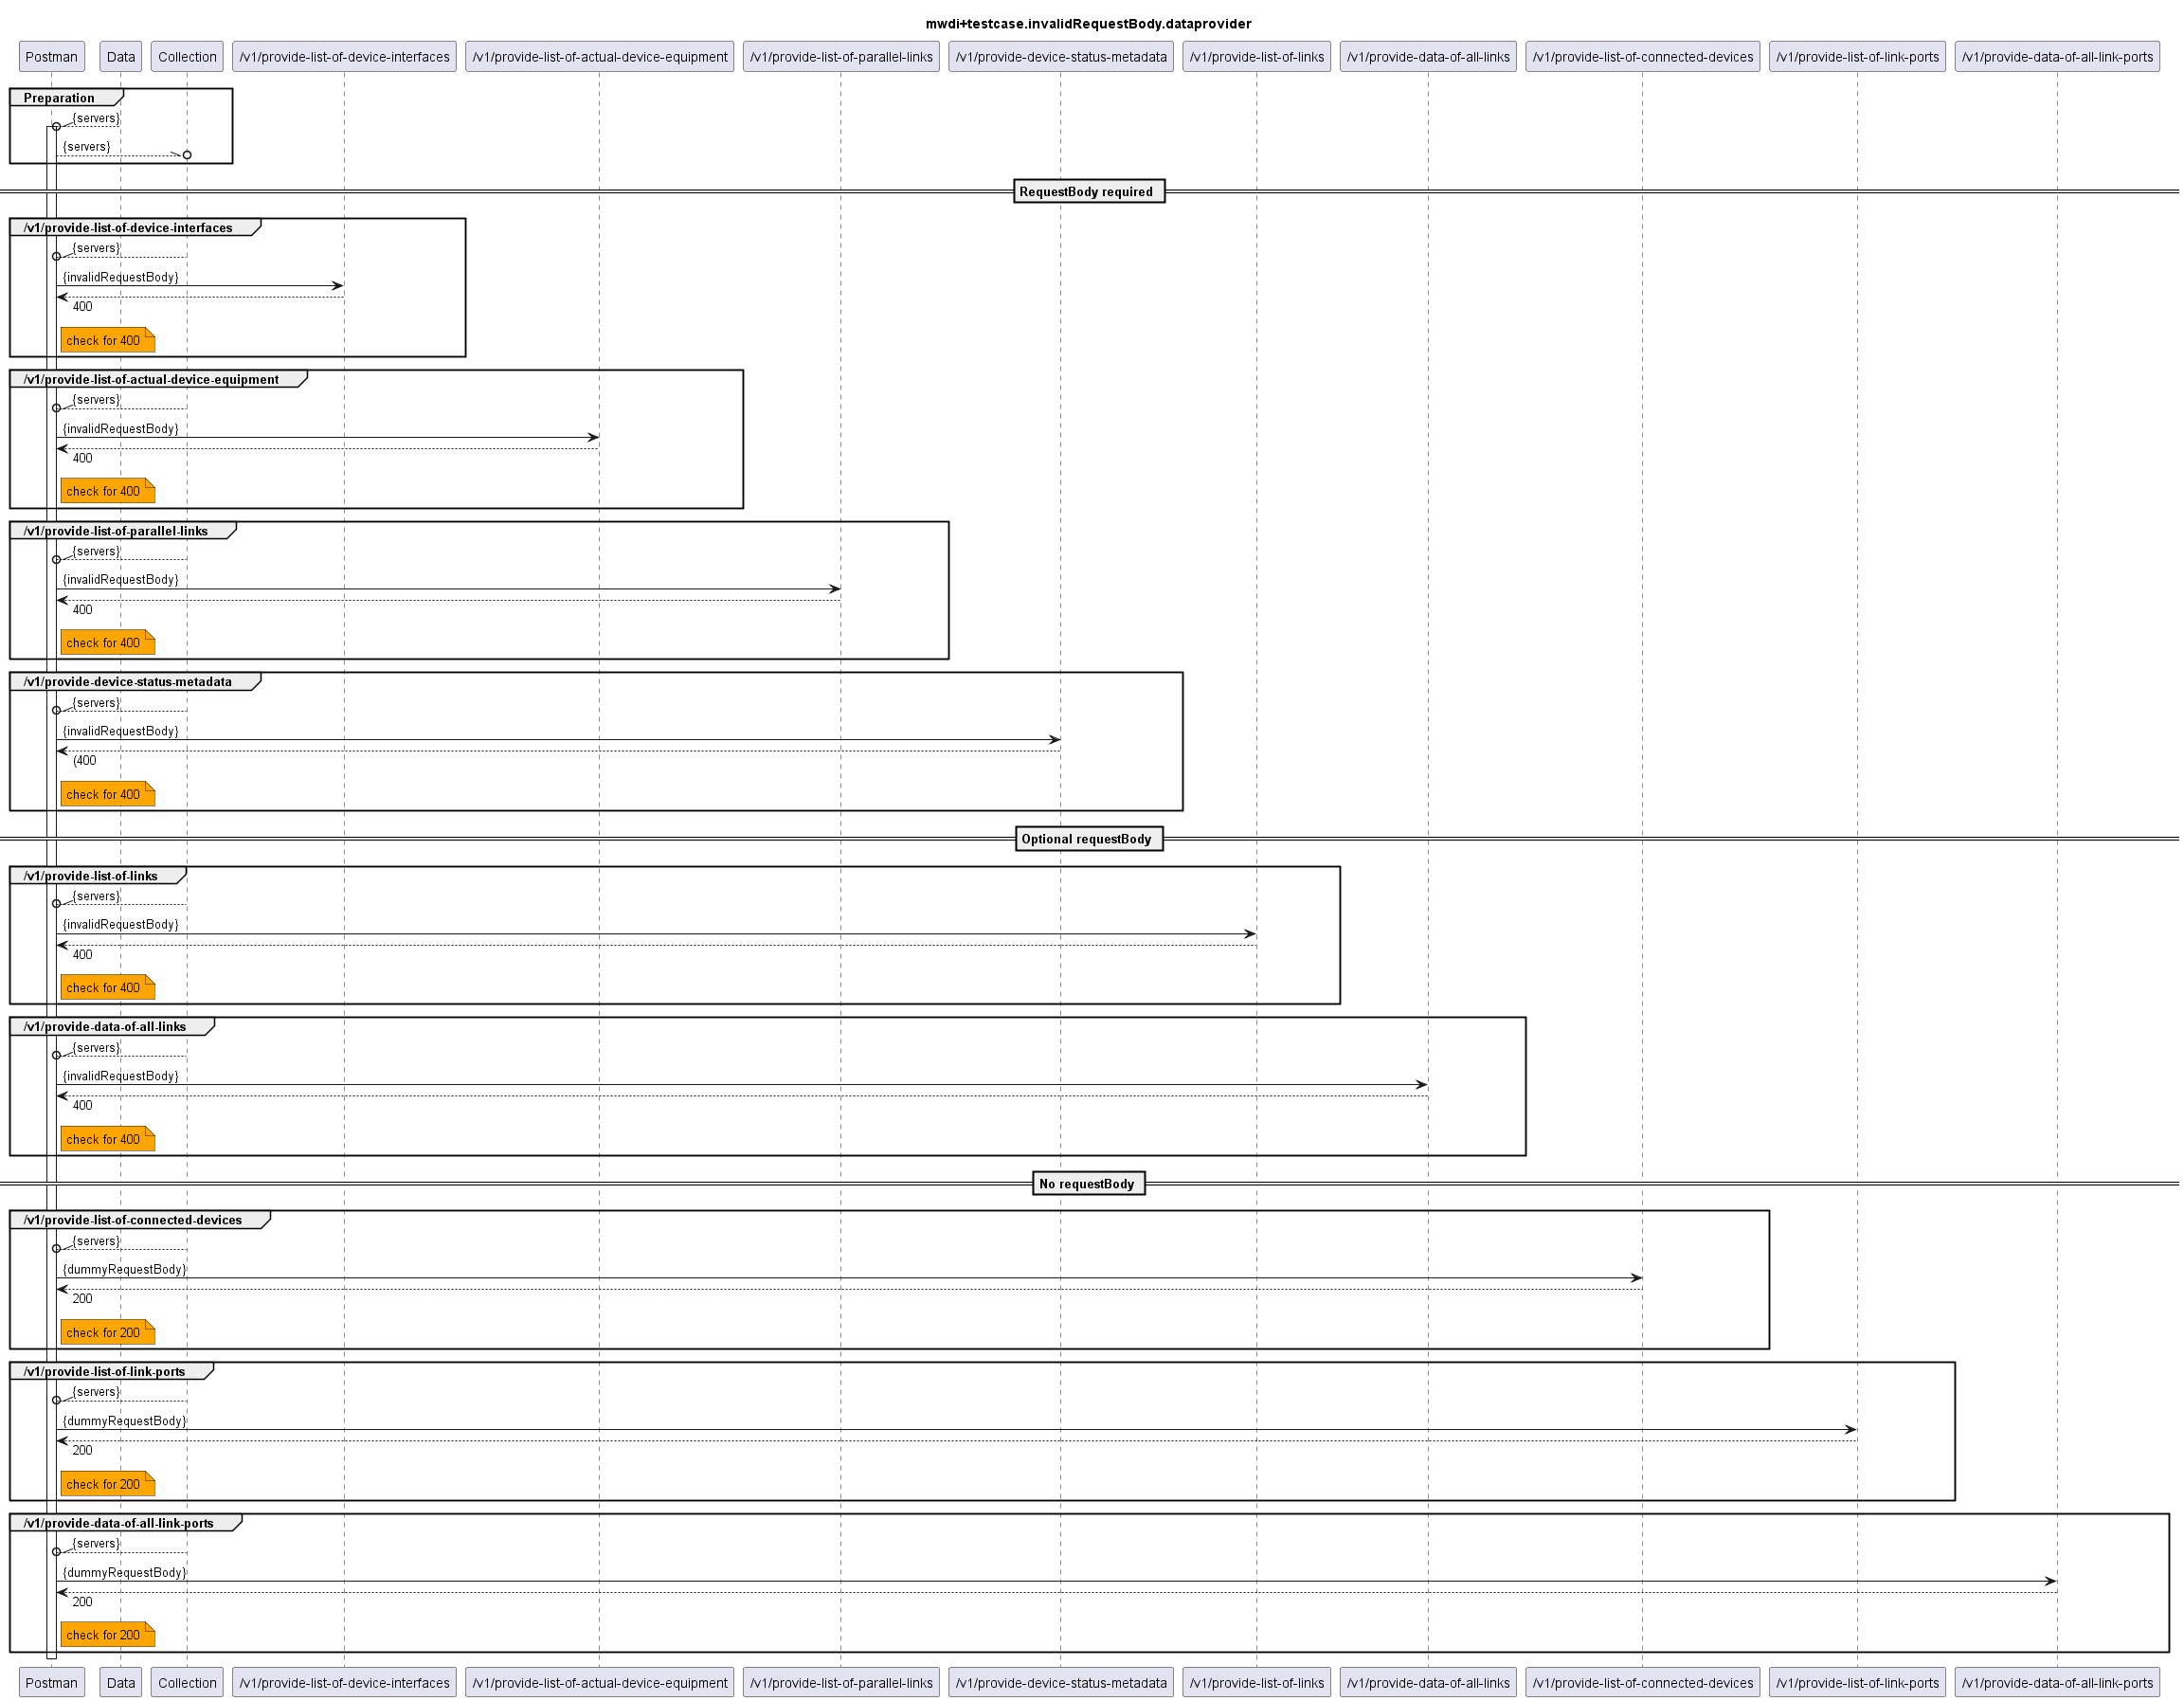 mwdi+testcase.invalidRequestBody.dataprovider
Postman Data Collection /v1/provide-list-of-device-interfaces /v1/provide-list-of-actual-device-equipment /v1/provide-list-of-parallel-links /v1/provide-device-status-metadata /v1/provide-list-of-links /v1/provide-data-of-all-links /v1/provide-list-of-connected-devices /v1/provide-list-of-link-ports /v1/provide-data-of-all-link-ports
Preparation
{servers}
{servers}
RequestBody required
/v1/provide-list-of-device-interfaces
{servers}
{invalidRequestBody}
400
check for 400
/v1/provide-list-of-actual-device-equipment
{servers}
{invalidRequestBody}
400
check for 400
/v1/provide-list-of-parallel-links
{servers}
{invalidRequestBody}
400
check for 400
/v1/provide-device-status-metadata
{servers}
{invalidRequestBody}
(400
check for 400
Optional requestBody
/v1/provide-list-of-links
{servers}
{invalidRequestBody}
400
check for 400
/v1/provide-data-of-all-links
{servers}
{invalidRequestBody}
400
check for 400
No requestBody
/v1/provide-list-of-connected-devices
{servers}
{dummyRequestBody}
200
check for 200
/v1/provide-list-of-link-ports
{servers}
{dummyRequestBody}
200
check for 200
/v1/provide-data-of-all-link-ports
{servers}
{dummyRequestBody}
200
check for 200
Postman Data Collection /v1/provide-list-of-device-interfaces /v1/provide-list-of-actual-device-equipment /v1/provide-list-of-parallel-links /v1/provide-device-status-metadata /v1/provide-list-of-links /v1/provide-data-of-all-links /v1/provide-list-of-connected-devices /v1/provide-list-of-link-ports /v1/provide-data-of-all-link-ports